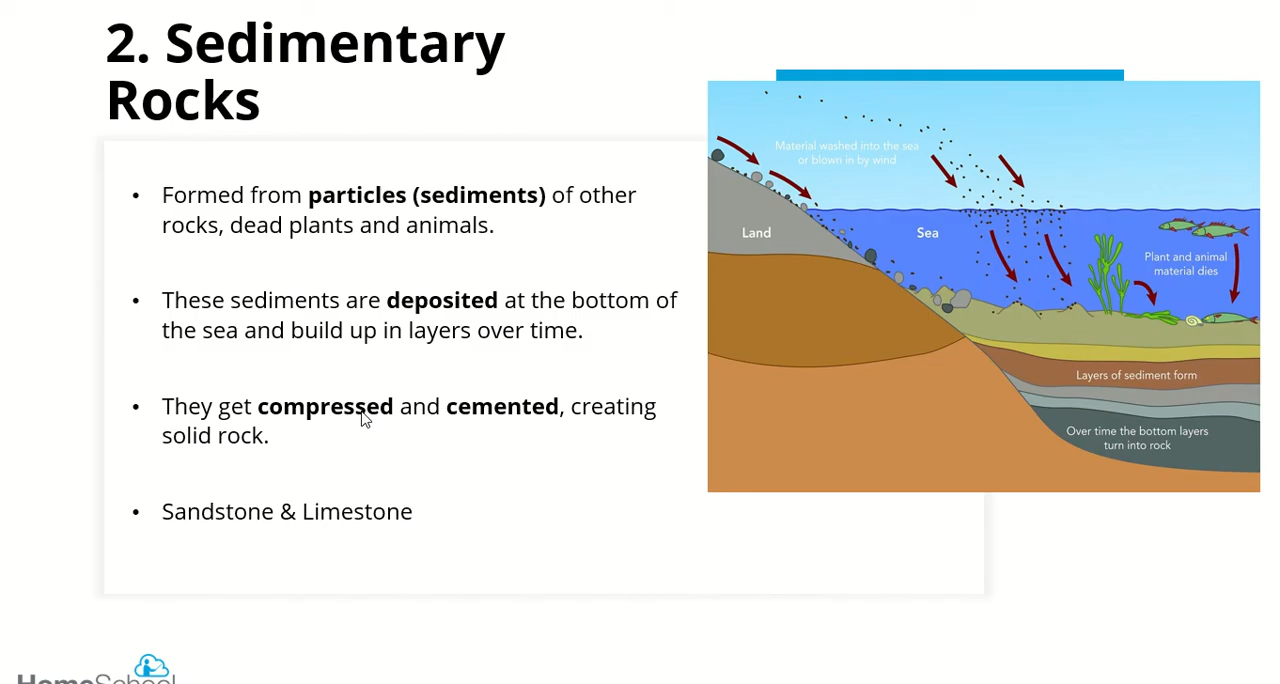 2. Sedimentary
Rocks
• Formed from particles (sediments) of other
rocks, dead plants and animals.
• These sediments are deposited at the bottom of
the sea and build up in layers over time.
• They get compressed and cemented, creating
solid rock.
• Sandstone & Limestone
Material washed into the sea
or blown in by wind
Land
Sea
Plant and animal
material dies
Layers of sediment form
Over time the bottom layers
turn into rock
HomeSchool